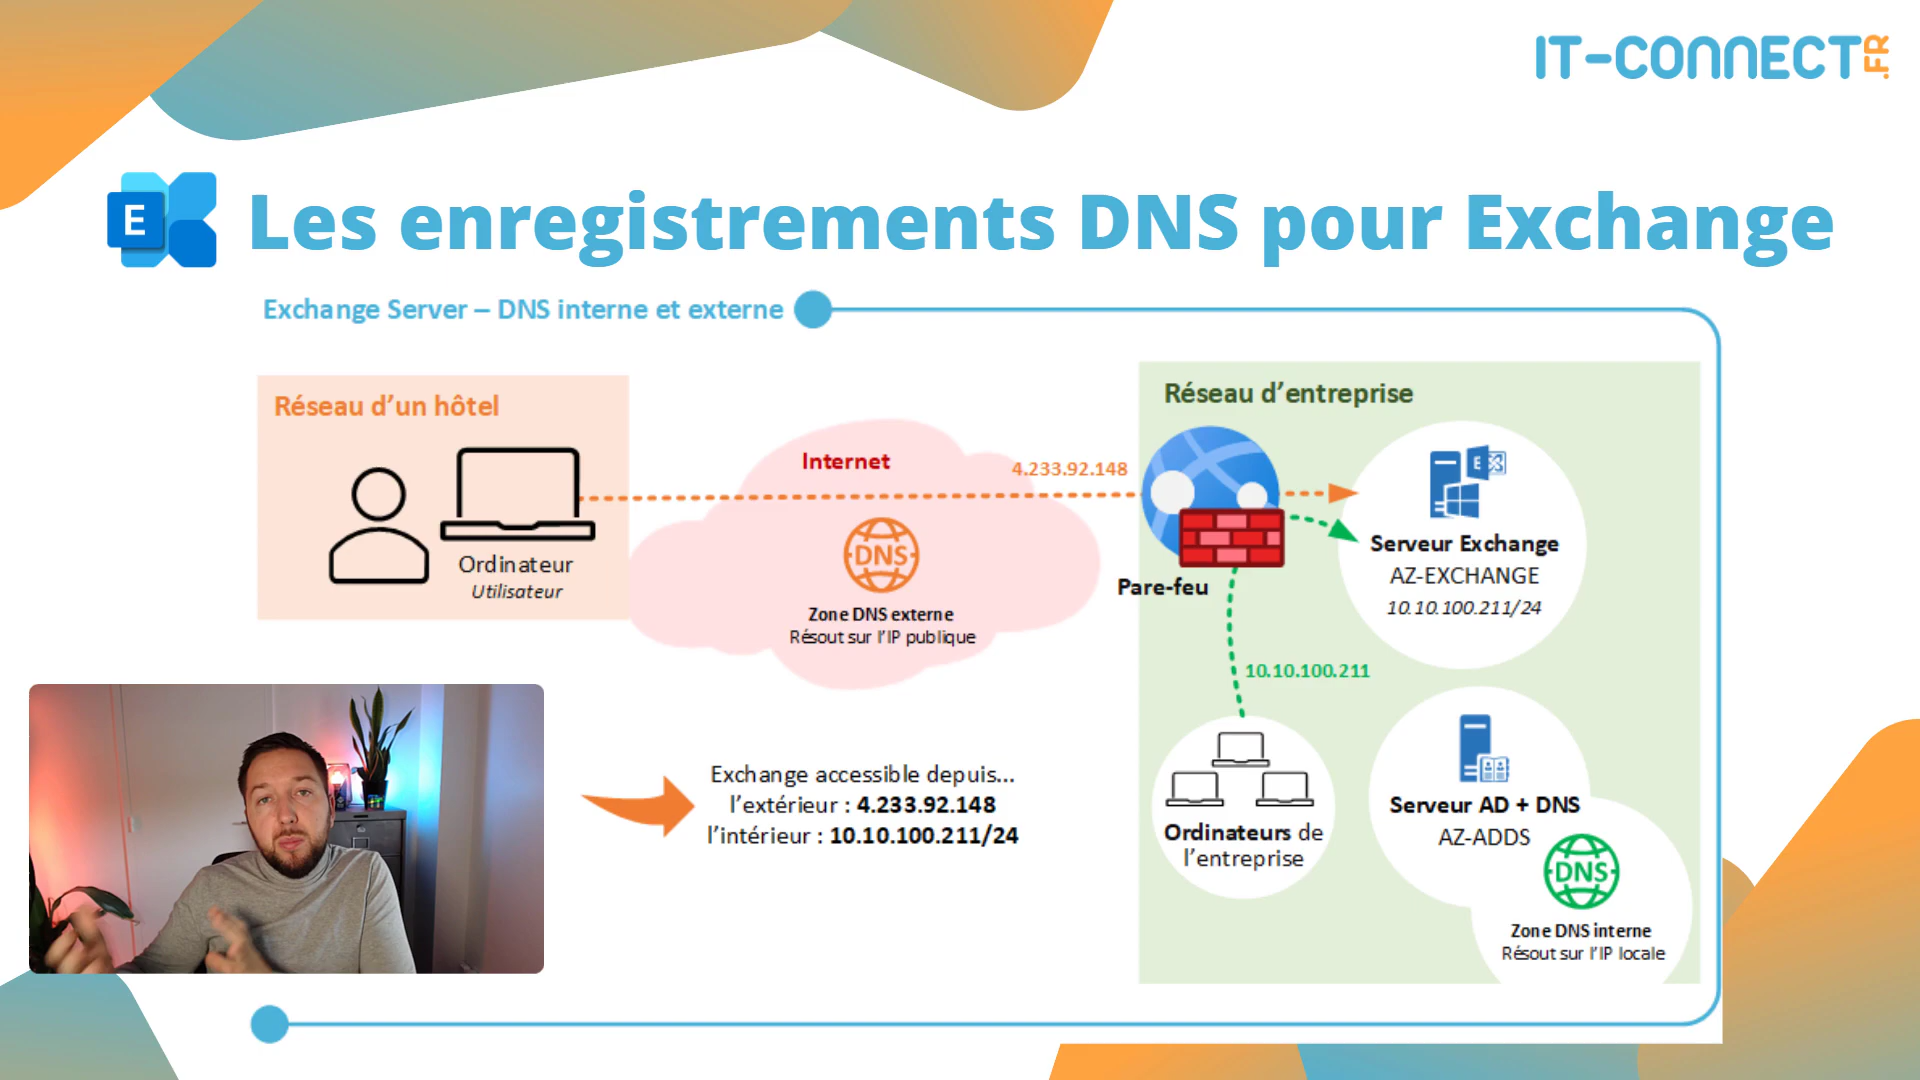 IT-CONNECT.FR
E
Les enregistrements DNS pour Exchange
Exchange Server – DNS interne et externe
Réseau d’un hôtel
Ordinateur
Utilisateur
Internet
4.233.92.148
DNS
Zone DNS externe
Résout sur l’IP publique
Réseau d’entreprise
Pare-feu
E
Serveur Exchange
AZ-EXCHANGE
10.10.100.211/24
10.10.100.211
Ordinateurs de
l’entreprise
Serveur AD + DNS
AZ-ADDS
DNS
Zone DNS interne
Résout sur l’IP locale
Exchange accessible depuis...
l’extérieur : 4.233.92.148
l’intérieur : 10.10.100.211/24